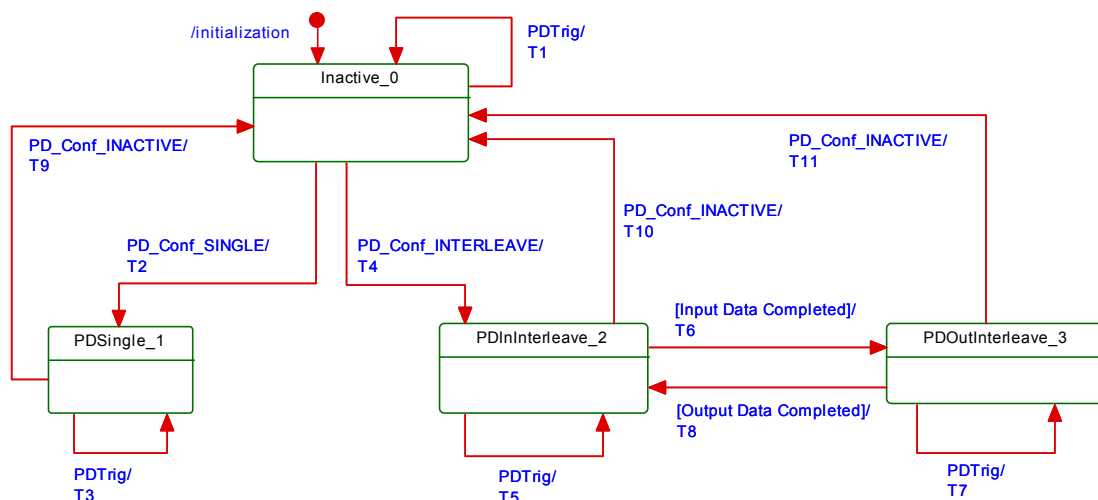 /initialization
PDTrig/
T1
Inactive_0
PD_Conf_INACTIVE/
T9
PD_Conf_INACTIVE/
T11
PD_Conf_INACTIVE/
T10
PD_Conf_SINGLE/
T2
PD_Conf_INTERLEAVE/
T4
PDSingle_1
PDInInterleave_2
[Input Data Completed]/
T6
PDOutInterleave_3
[Output Data Completed]/
T8
PDTrig/
T3
PDTrig/
T5
PDTrig/
T7